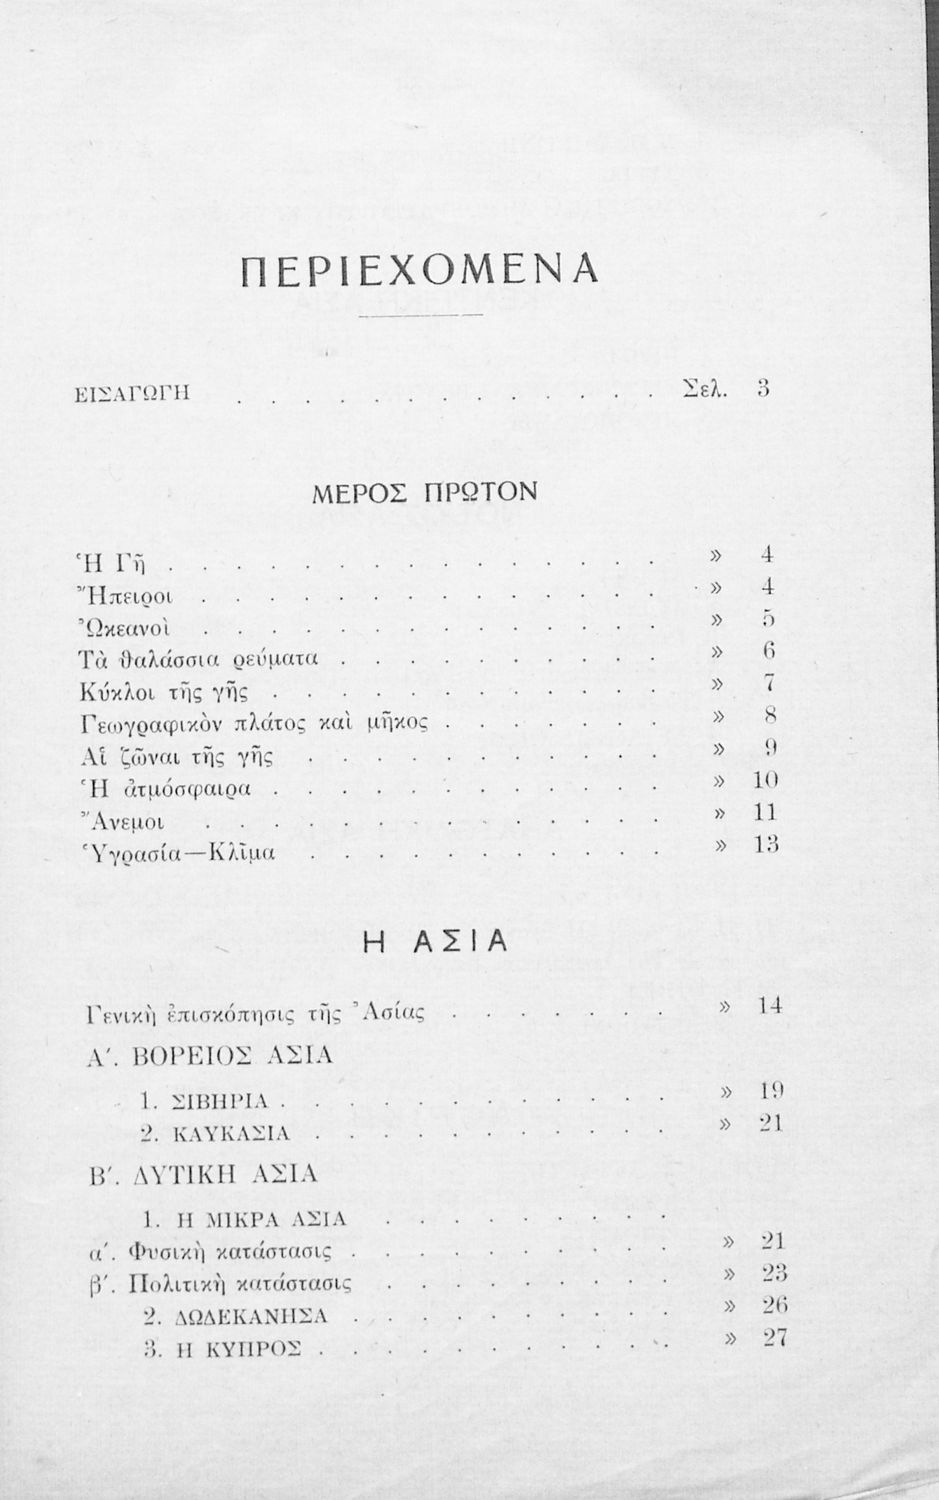 ΠΕΡΙΕΧΟΜΕΝΑ
ΕΙΣΑΓΩΓΗ . . . . . . . . . . . . . Σελ. 3
ΜΕΡΟΣ ΠΡΩΤΟΝ
Ἡ Γῆ . . . . . . . . . . . . . . . » 4
Ἤπειροι . . . . . . . . . . . . . . » 4
Ὠκεανοὶ . . . . . . . . . . . . . . » 5
Τὰ θαλάσσια ρεύματα . . . . . . . . . . » 6
Κύκλοι τῆς γῆς . . . . . . . . . . . . » 7
Γεωγραφικὸν πλάτος καὶ μῆκος . . . . . . . » 8
Αἱ ζῶναι τῆς γῆς . . . . . . . . . . . » 9
Ἡ ἀτμόσφαιρα . . . . . . . . . . . . » 10
Ἄνεμοι . . . . . . . . . . . . . . » 11
Ὑγρασία—Κλῖμα . . . . . . . . . . . » 13
Η ΑΣΙΑ
Γενικὴ ἐπισκόπησις τῆς Ἀσίας . . . . . . . » 14
Α΄. ΒΟΡΕΙΟΣ ΑΣΙΑ
1. ΣΙΒΗΡΙΑ . . . . . . . . . . . . » 19
2. ΚΑΥΚΑΣΙΑ . . . . . . . . . . . » 21
Β΄. ΔΥΤΙΚΗ ΑΣΙΑ
1. Η ΜΙΚΡΑ ΑΣΙΑ . . . . . . . . .
α΄. Φυσικὴ κατάστασις . . . . . . . . . . » 21
β΄. Πολιτικὴ κατάστασις . . . . . . . . . » 23
2. ΔΩΔΕΚΑΝΗΣΑ . . . . . . . . . . » 26
3. Η ΚΥΠΡΟΣ . . . . . . . . . . . » 27